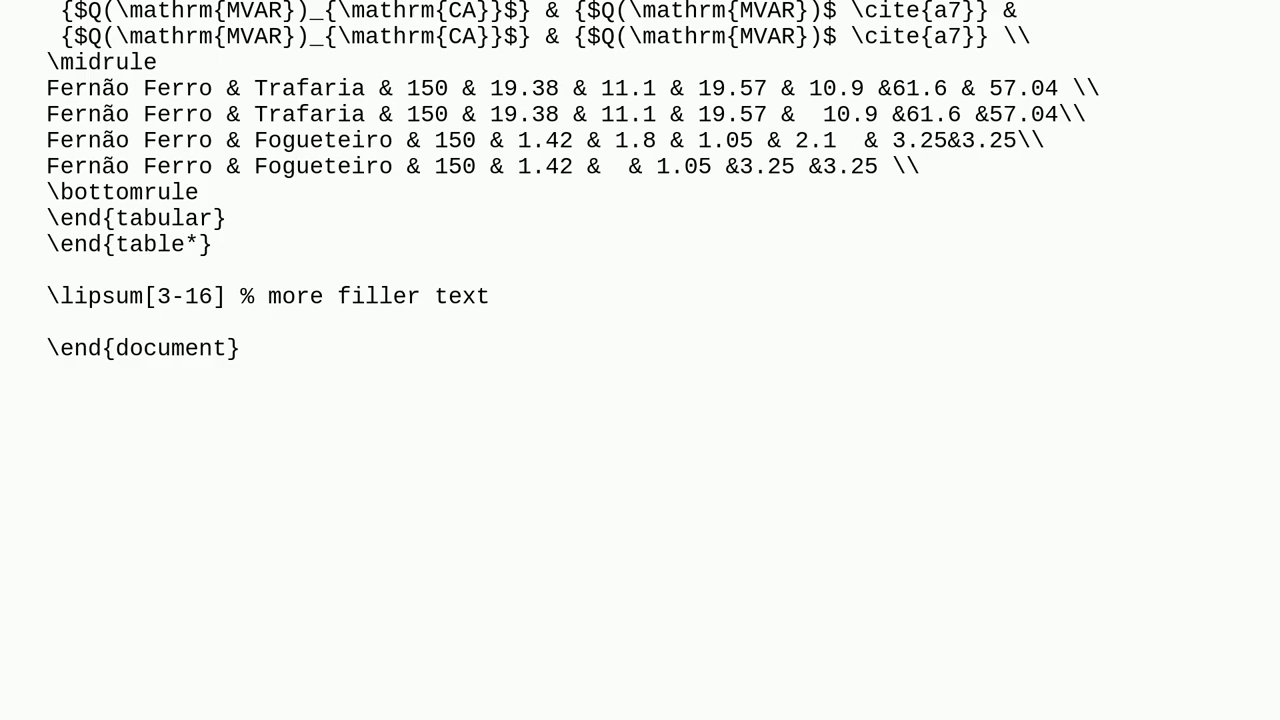 {$Q(\mathrm{MVAR})_{\mathrm{CA}}$} & {$Q(\mathrm{MVAR})$ \cite{a7}} &
{$Q(\mathrm{MVAR})_{\mathrm{CA}}$} & {$Q(\mathrm{MVAR})$ \cite{a7}} \\
\midrule
Fernão Ferro & Trafaria & 150 & 19.38 & 11.1 & 19.57 & 10.9 &61.6 & 57.04 \\
Fernão Ferro & Trafaria & 150 & 19.38 & 11.1 & 19.57 &  10.9 &61.6 &57.04\\
Fernão Ferro & Fogueteiro & 150 & 1.42 & 1.8 & 1.05 & 2.1  & 3.25&3.25\\
Fernão Ferro & Fogueteiro & 150 & 1.42 &  & 1.05 &3.25 &3.25 \\
\bottomrule
\end{tabular}
\end{table*}
\lipsum[3-16] % more filler text
\end{document}